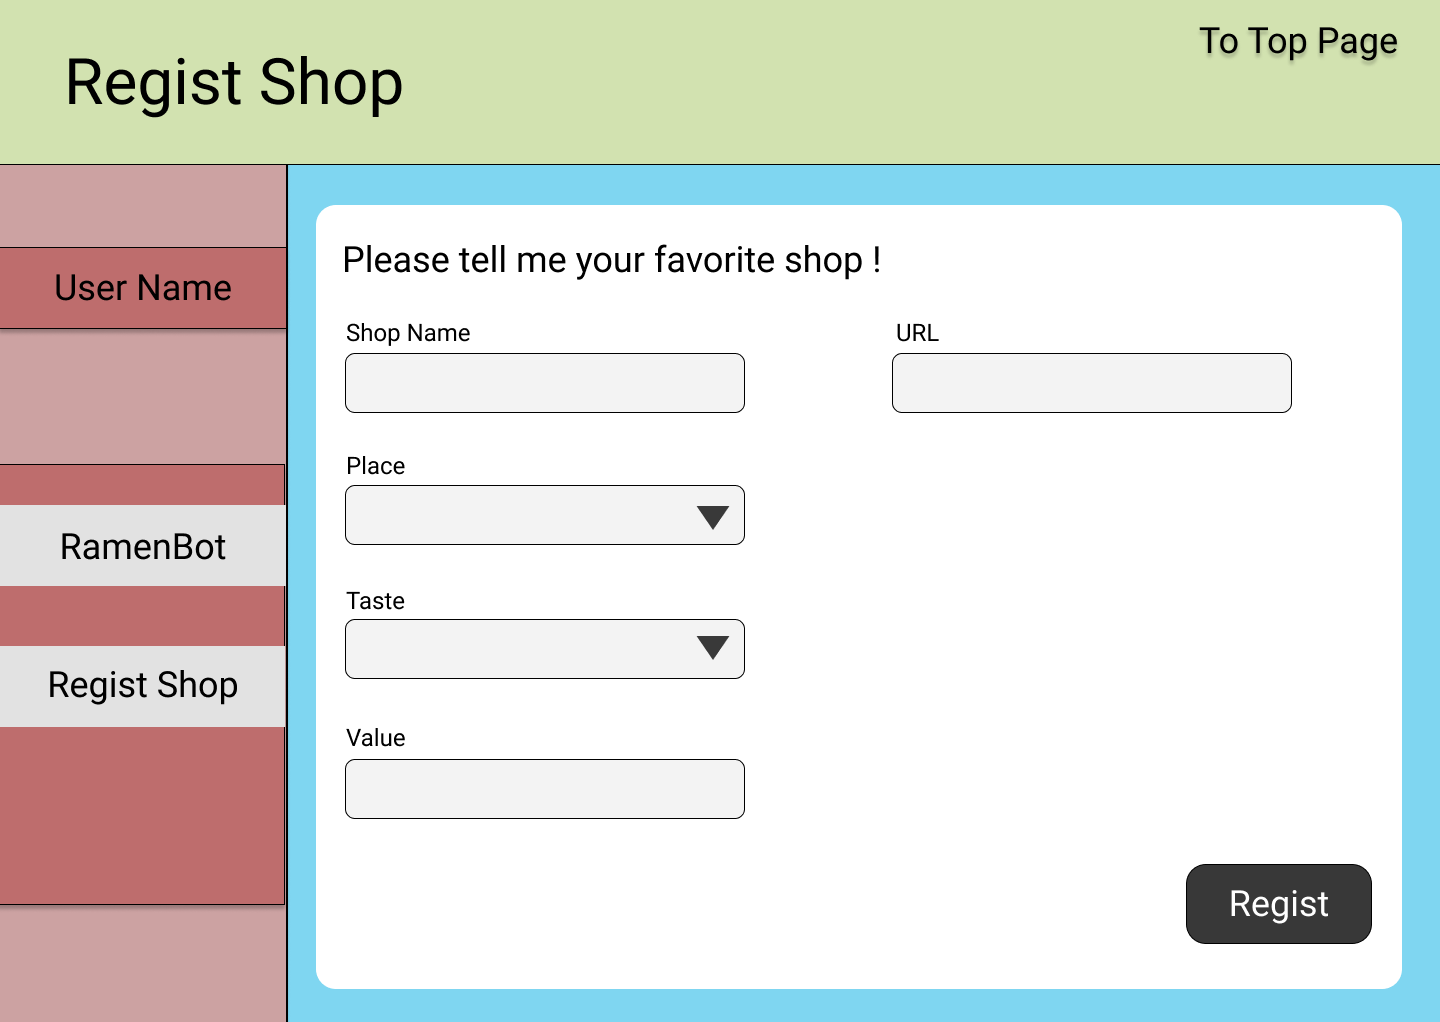 Regist Shop
To Top Page
User Name
RamenBot
Regist Shop
Please tell me your favorite shop !
Shop Name
URL
Place
Taste
Value
Regist